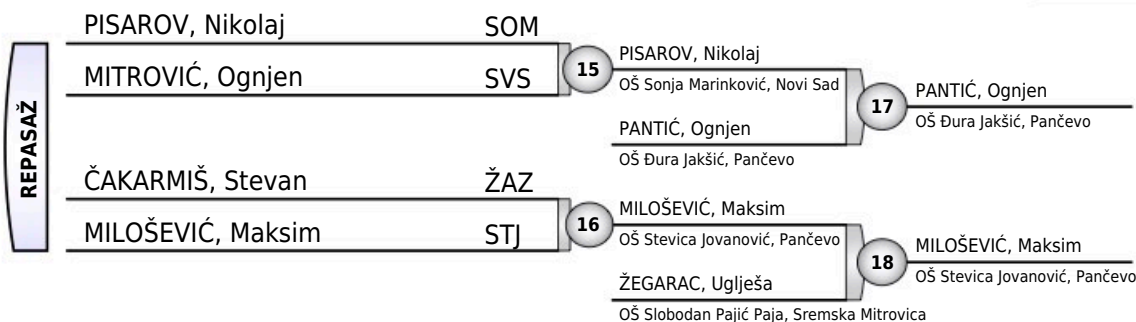 REPASAŽ
PISAROV, Nikolaj SOM
MITROVIĆ, Ognjen SVS
15
PISAROV, Nikolaj
OŠ Sonja Marinković, Novi Sad
PANTIĆ, Ognjen
OŠ Đura Jakšić, Pančevo
17
PANTIĆ, Ognjen
OŠ Đura Jakšić, Pančevo
ČAKARMIŠ, Stevan ŽAZ
MILOŠEVIĆ, Maksim STJ
16
MILOŠEVIĆ, Maksim
OŠ Stevica Jovanović, Pančevo
ŽEGARAC, Uglješa
OŠ Slobodan Pajić Paja, Sremska Mitrovica
18
MILOŠEVIĆ, Maksim
OŠ Stevica Jovanović, Pančevo